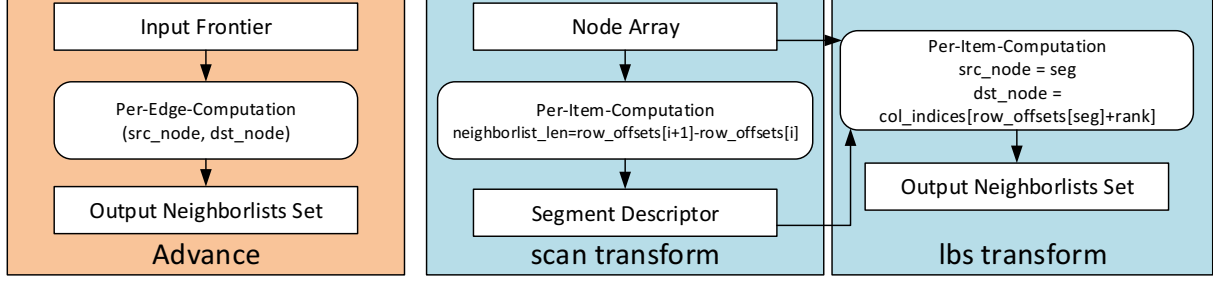 Input Frontier
Per-Edge-Computation
(src_node, dst_node)
Output Neighborlists Set
Advance
Node Array
Per-Item-Computation
neighborlist_len=row_offsets[i+1]-row_offsets[i]
Segment Descriptor
scan transform
Per-Item-Computation
src_node = seg
dst_node =
col_indices[row_offsets[seg]+rank]
Output Neighborlists Set
lbs transform